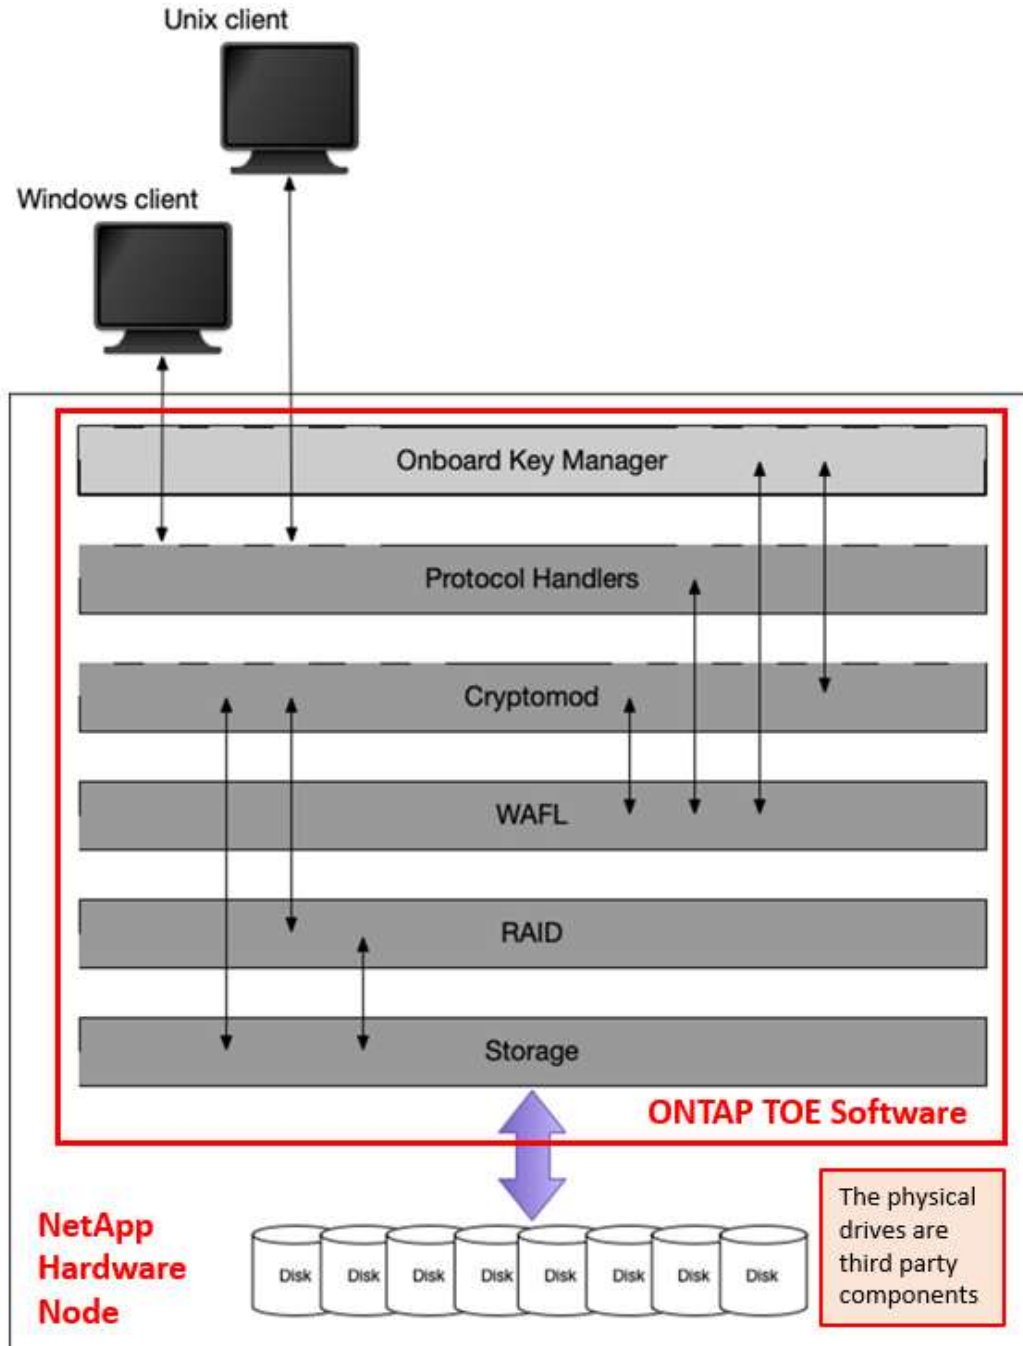 Unix client
Windows client
Onboard Key Manager
Protocol Handlers
Cryptomod
WAFL
RAID
Storage
ONTAP TOE Software
NetApp
Hardware
Node
Disk Disk Disk Disk Disk Disk Disk Disk
The physical
drives are
third party
components